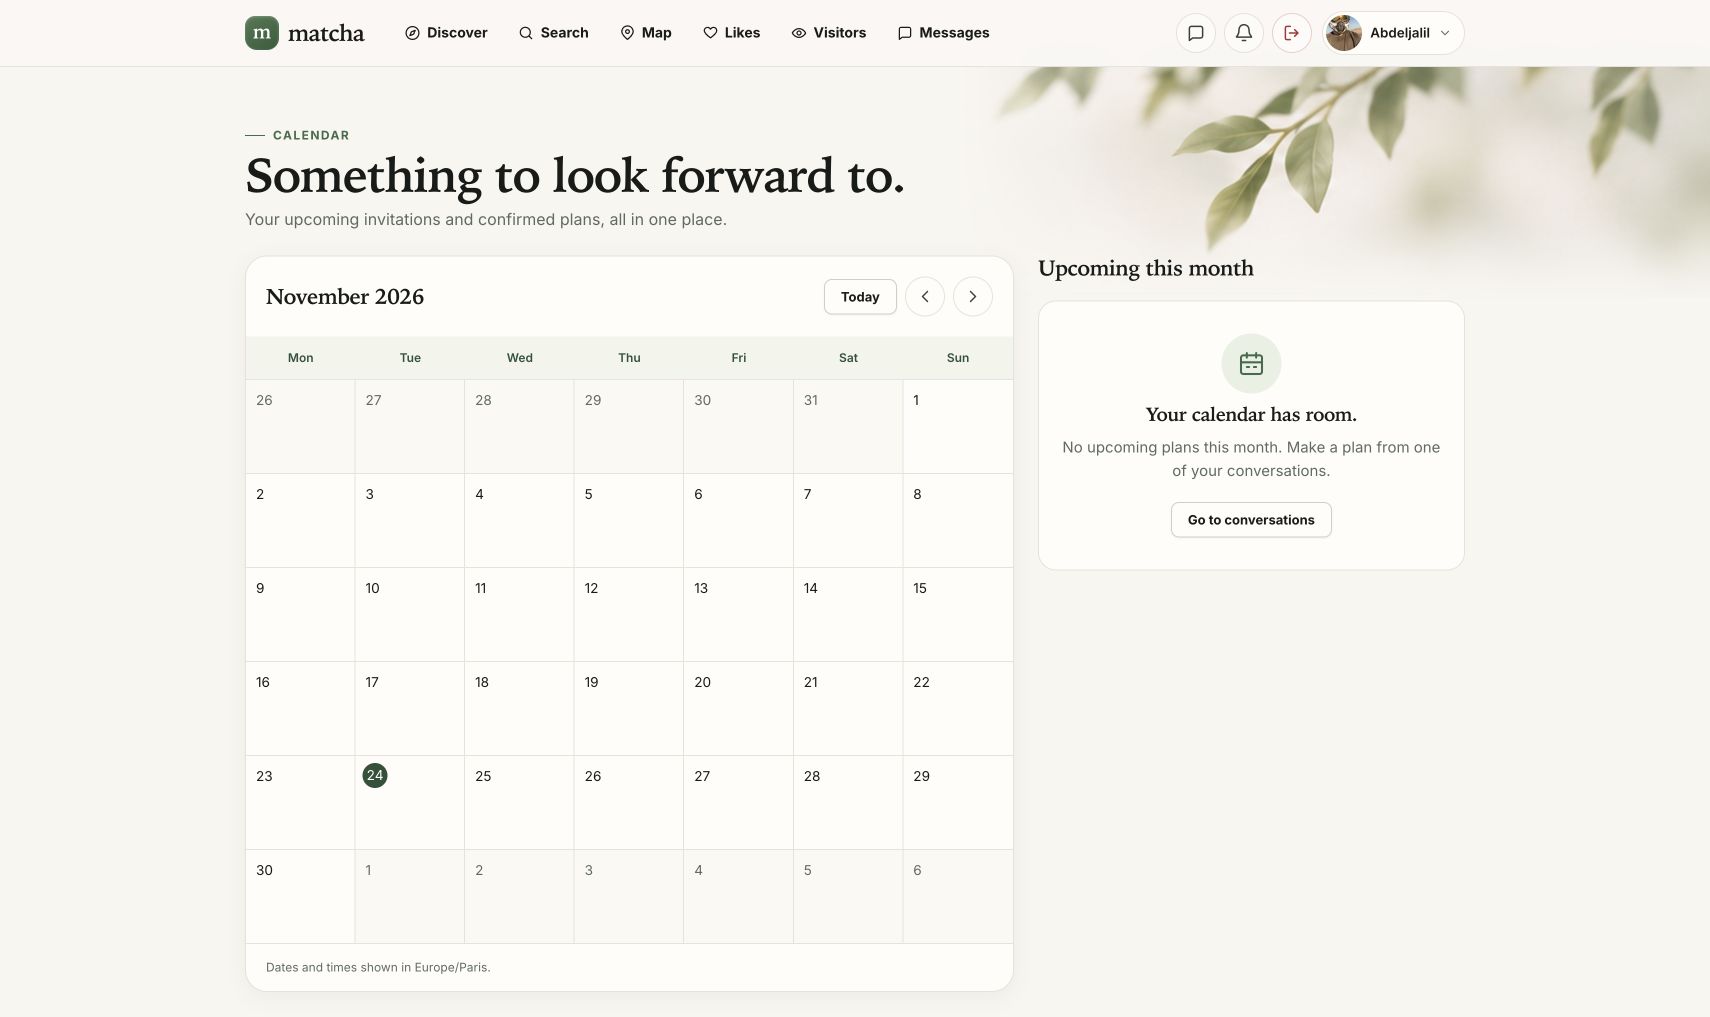 m matcha Discover Search Map Likes Visitors Messages Abdeljalil
CALENDAR
Something to look forward to.
Your upcoming invitations and confirmed plans, all in one place.
November 2026 Today
Mon Tue Wed Thu Fri Sat Sun
26 27 28 29 30 31 1
2 3 4 5 6 7 8
9 10 11 12 13 14 15
16 17 18 19 20 21 22
23 24 25 26 27 28 29
30 1 2 3 4 5 6
Dates and times shown in Europe/Paris.
Upcoming this month
Your calendar has room.
No upcoming plans this month. Make a plan from one
of your conversations.
Go to conversations